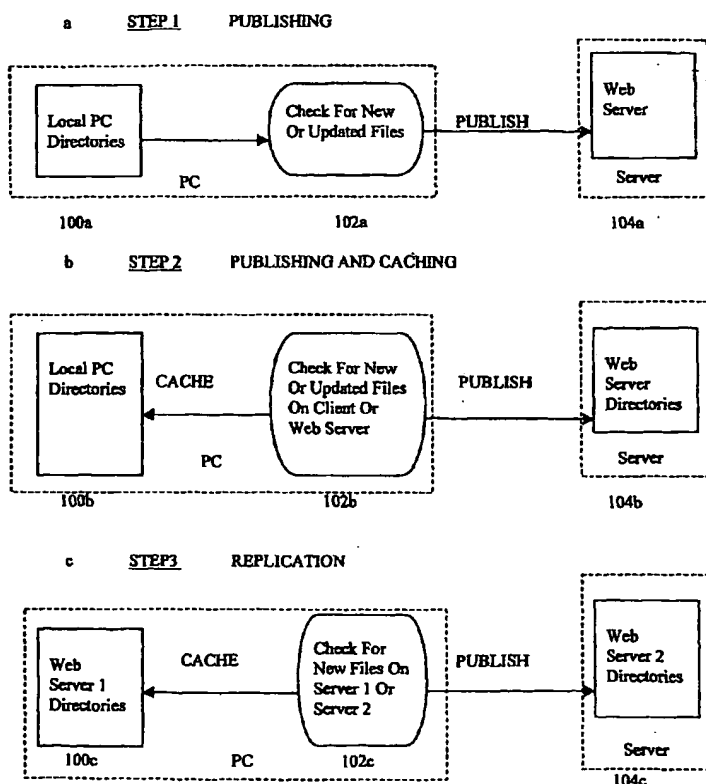 a STEP 1 PUBLISHING
Local PC
Directories
Check For New
Or Updated Files
PUBLISH
Web
Server
PC
Server
100a
102a
104a
b STEP 2 PUBLISHING AND CACHING
Local PC
Directories
CACHE
Check For New
Or Updated Files
On Client Or
Web Server
PUBLISH
Web
Server
Directories
PC
Server
100b
102b
104b
c STEP3 REPLICATION
Web
Server 1
Directories
CACHE
Check For
New Files On
Server 1 Or
Server 2
PUBLISH
Web
Server 2
Directories
PC
Server
100c
102c
104c